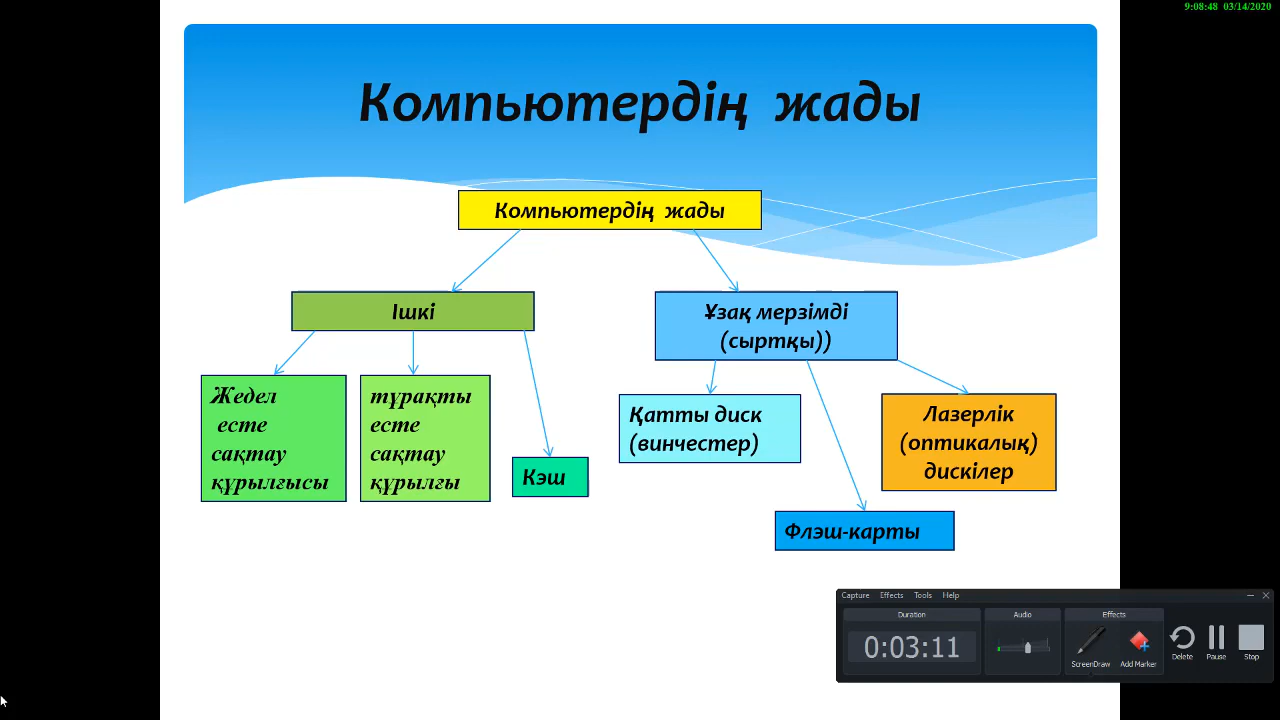 9:08:48 03/14/2020
Компьютердің жады
Компьютердің жады
Ішкі
Ұзақ мерзімді
(сыртқы))
Жедел
есте
сақтау
құрылғысы
тұрақты
есте
сақтау
құрылғы
Кэш
Қатты диск
(винчестер)
Лазерлік
(оптикалық)
дискілер
Флэш-карты
Capture Effects Tools Help
Duration Audio Effects
0:03:11
ScreenDraw Add Marker Delete Pause Stop